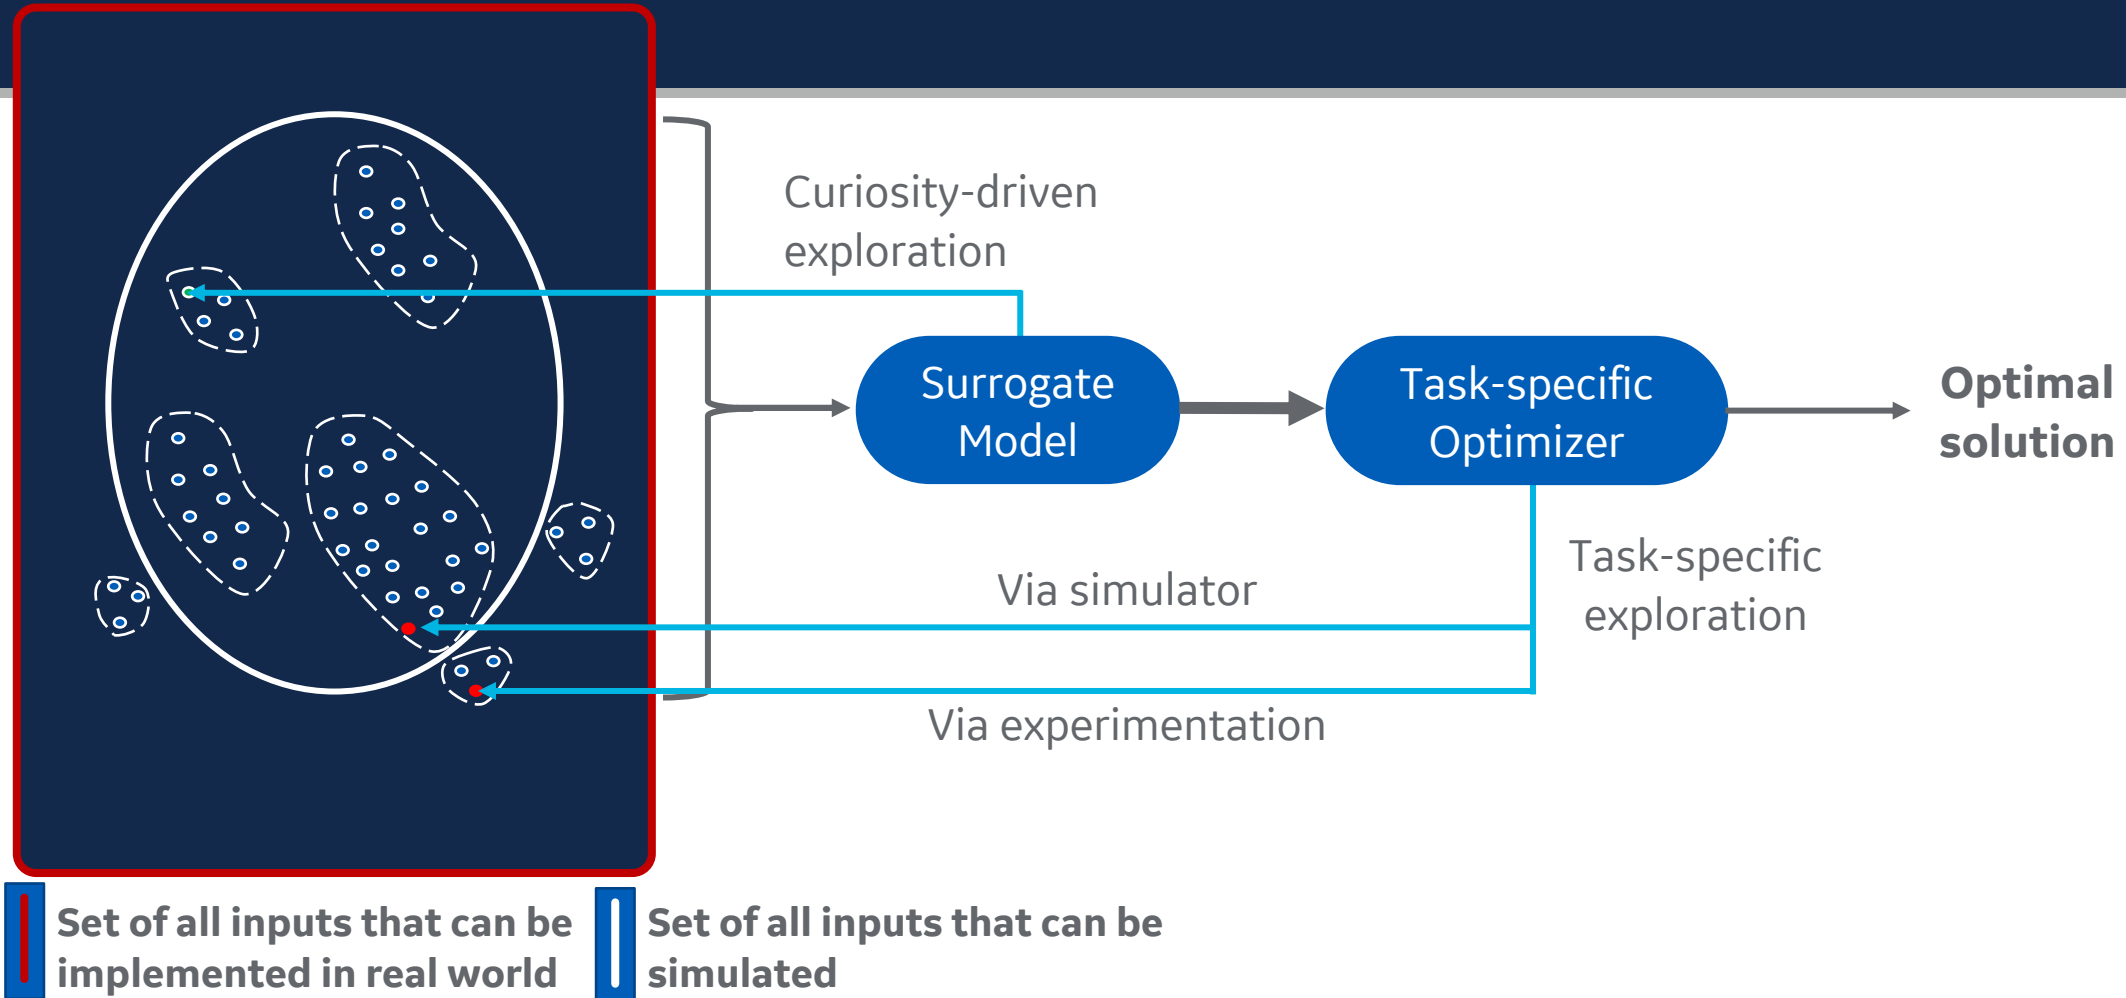 Curiosity-driven
exploration
Surrogate
Model
Task-specific
Optimizer
Optimal
solution
Task-specific
exploration
Via simulator
Via experimentation
Set of all inputs that can be
implemented in real world
Set of all inputs that can be
simulated